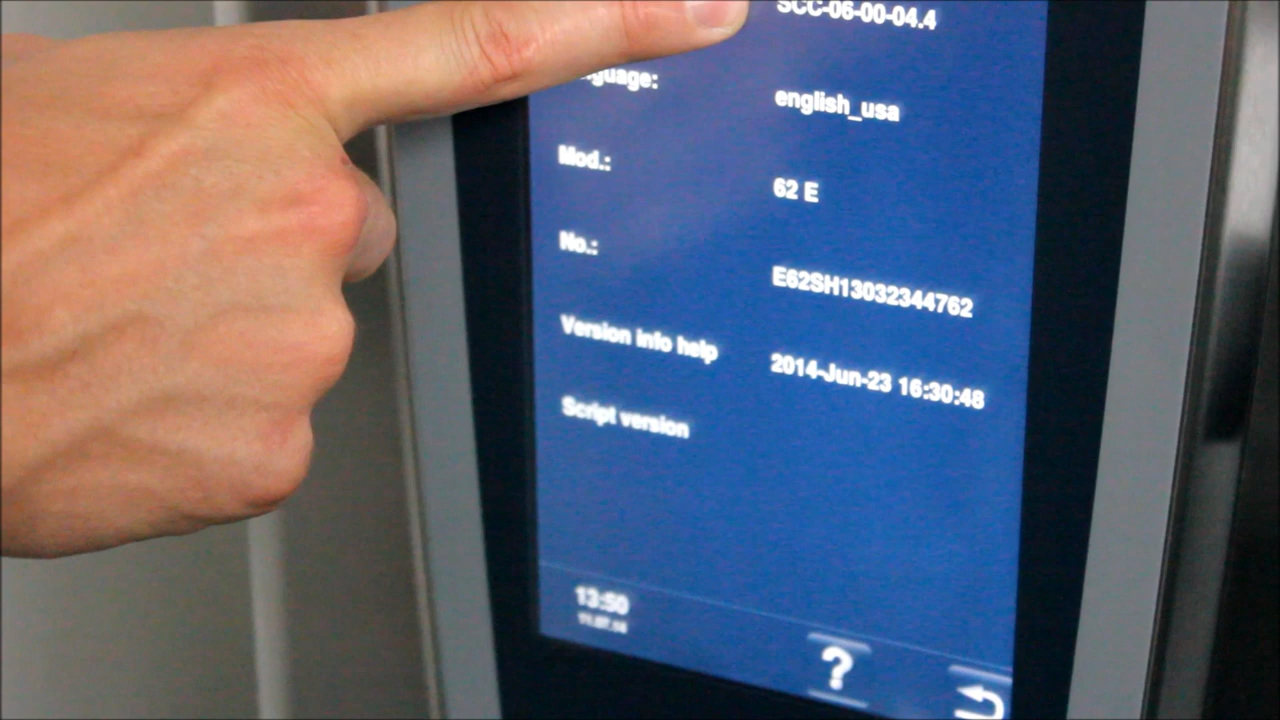 SCC-06-00-04.4
nguage:
english_usa
Mod.:
62 E
No.:
E62SH13032344762
Version info help
2014-Jun-23 16:30:48
Script version
13:50
?